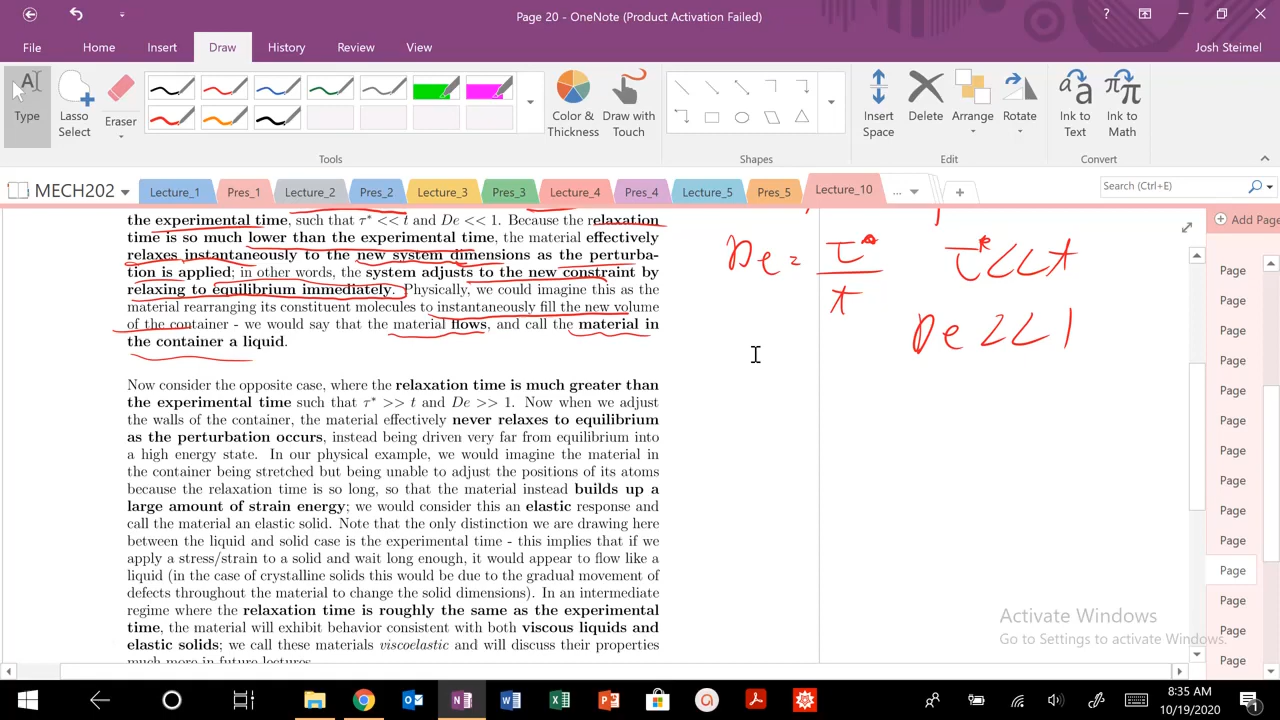 Page 20 - OneNote (Product Activation Failed)
?
File Home Insert Draw History Review View Josh Steimel
Type Lasso Select Eraser Color & Thickness Draw with Touch Insert Space Delete Arrange Rotate Ink to Text Ink to Math
Tools Shapes Edit Convert
MECH202 Lecture_1 Pres_1 Lecture_2 Pres_2 Lecture_3 Pres_3 Lecture_4 Pres_4 Lecture_5 Pres_5 Lecture_10 ... Search (Ctrl+E)
Add Page
the experimental time, such that τ* << t and De << 1. Because the relaxation
time is so much lower than the experimental time, the material effectively
relaxes instantaneously to the new system dimensions as the perturba-
tion is applied; in other words, the system adjusts to the new constraint by
relaxing to equilibrium immediately. Physically, we could imagine this as the
material rearranging its constituent molecules to instantaneously fill the new volume
of the container - we would say that the material flows, and call the material in
the container a liquid.
Now consider the opposite case, where the relaxation time is much greater than
the experimental time such that τ* >> t and De >> 1. Now when we adjust
the walls of the container, the material effectively never relaxes to equilibrium
as the perturbation occurs, instead being driven very far from equilibrium into
a high energy state. In our physical example, we would imagine the material in
the container being stretched but being unable to adjust the positions of its atoms
because the relaxation time is so long, so that the material instead builds up a
large amount of strain energy; we would consider this an elastic response and
call the material an elastic solid. Note that the only distinction we are drawing here
between the liquid and solid case is the experimental time - this implies that if we
apply a stress/strain to a solid and wait long enough, it would appear to flow like a
liquid (in the case of crystalline solids this would be due to the gradual movement of
defects throughout the material to change the solid dimensions). In an intermediate
regime where the relaxation time is roughly the same as the experimental
time, the material will exhibit behavior consistent with both viscous liquids and
elastic solids; we call these materials viscoelastic and will discuss their properties
much more in future lectures.
De = τ*/t τ* << t
De << 1
Page
Page
Page
Page
Page
Page
Page
Page
Page
Page
Page
Page
Page
Page
Activate Windows
Go to Settings to activate Windows.
8:35 AM
10/19/2020
1